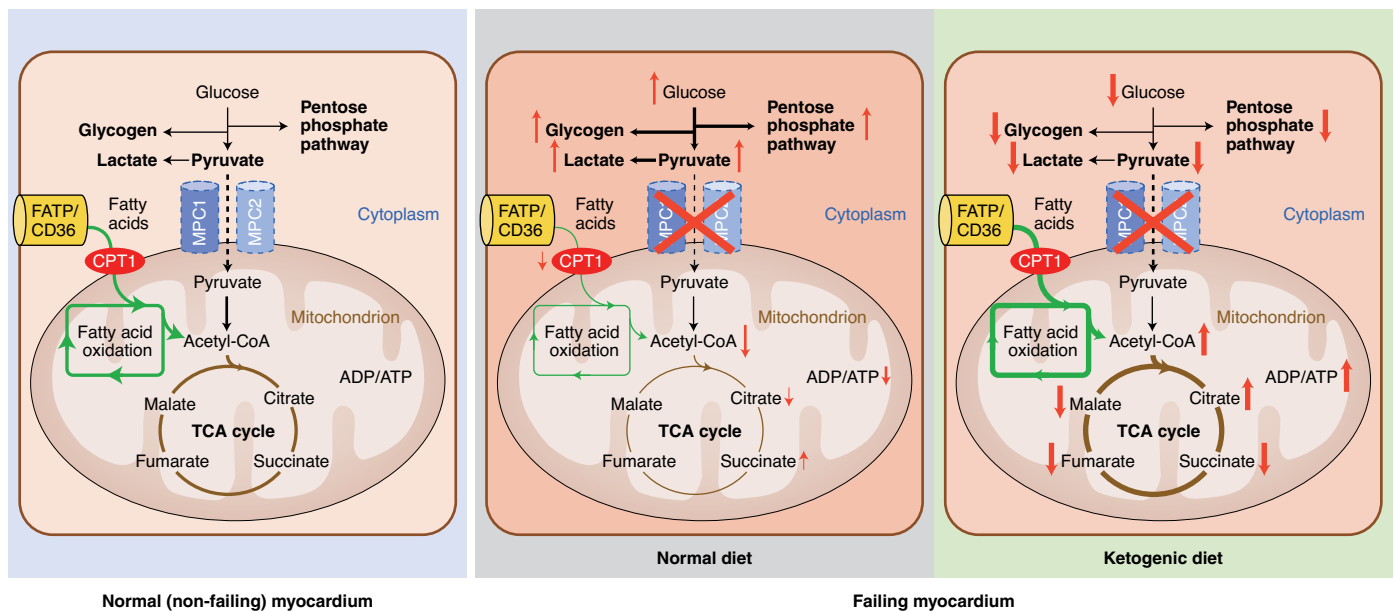 Glucose
Glycogen
Pentose
phosphate
pathway
Lactate
Pyruvate
FATP/
CD36
Fatty
acids
MPC1
MPC2
Cytoplasm
CPT1
Pyruvate
Mitochondrion
Fatty acid
oxidation
Acetyl-CoA
ADP/ATP
Malate
Citrate
TCA cycle
Fumarate
Succinate
Normal (non-failing) myocardium
Glucose
Glycogen
Pentose
phosphate
pathway
Lactate
Pyruvate
FATP/
CD36
Fatty
acids
Cytoplasm
CPT1
Pyruvate
Mitochondrion
Fatty acid
oxidation
Acetyl-CoA
ADP/ATP
Malate
Citrate
TCA cycle
Fumarate
Succinate
Normal diet
Glucose
Glycogen
Pentose
phosphate
pathway
Lactate
Pyruvate
FATP/
CD36
Fatty
acids
Cytoplasm
CPT1
Pyruvate
Mitochondrion
Fatty acid
oxidation
Acetyl-CoA
ADP/ATP
Malate
Citrate
TCA cycle
Fumarate
Succinate
Ketogenic diet
Failing myocardium